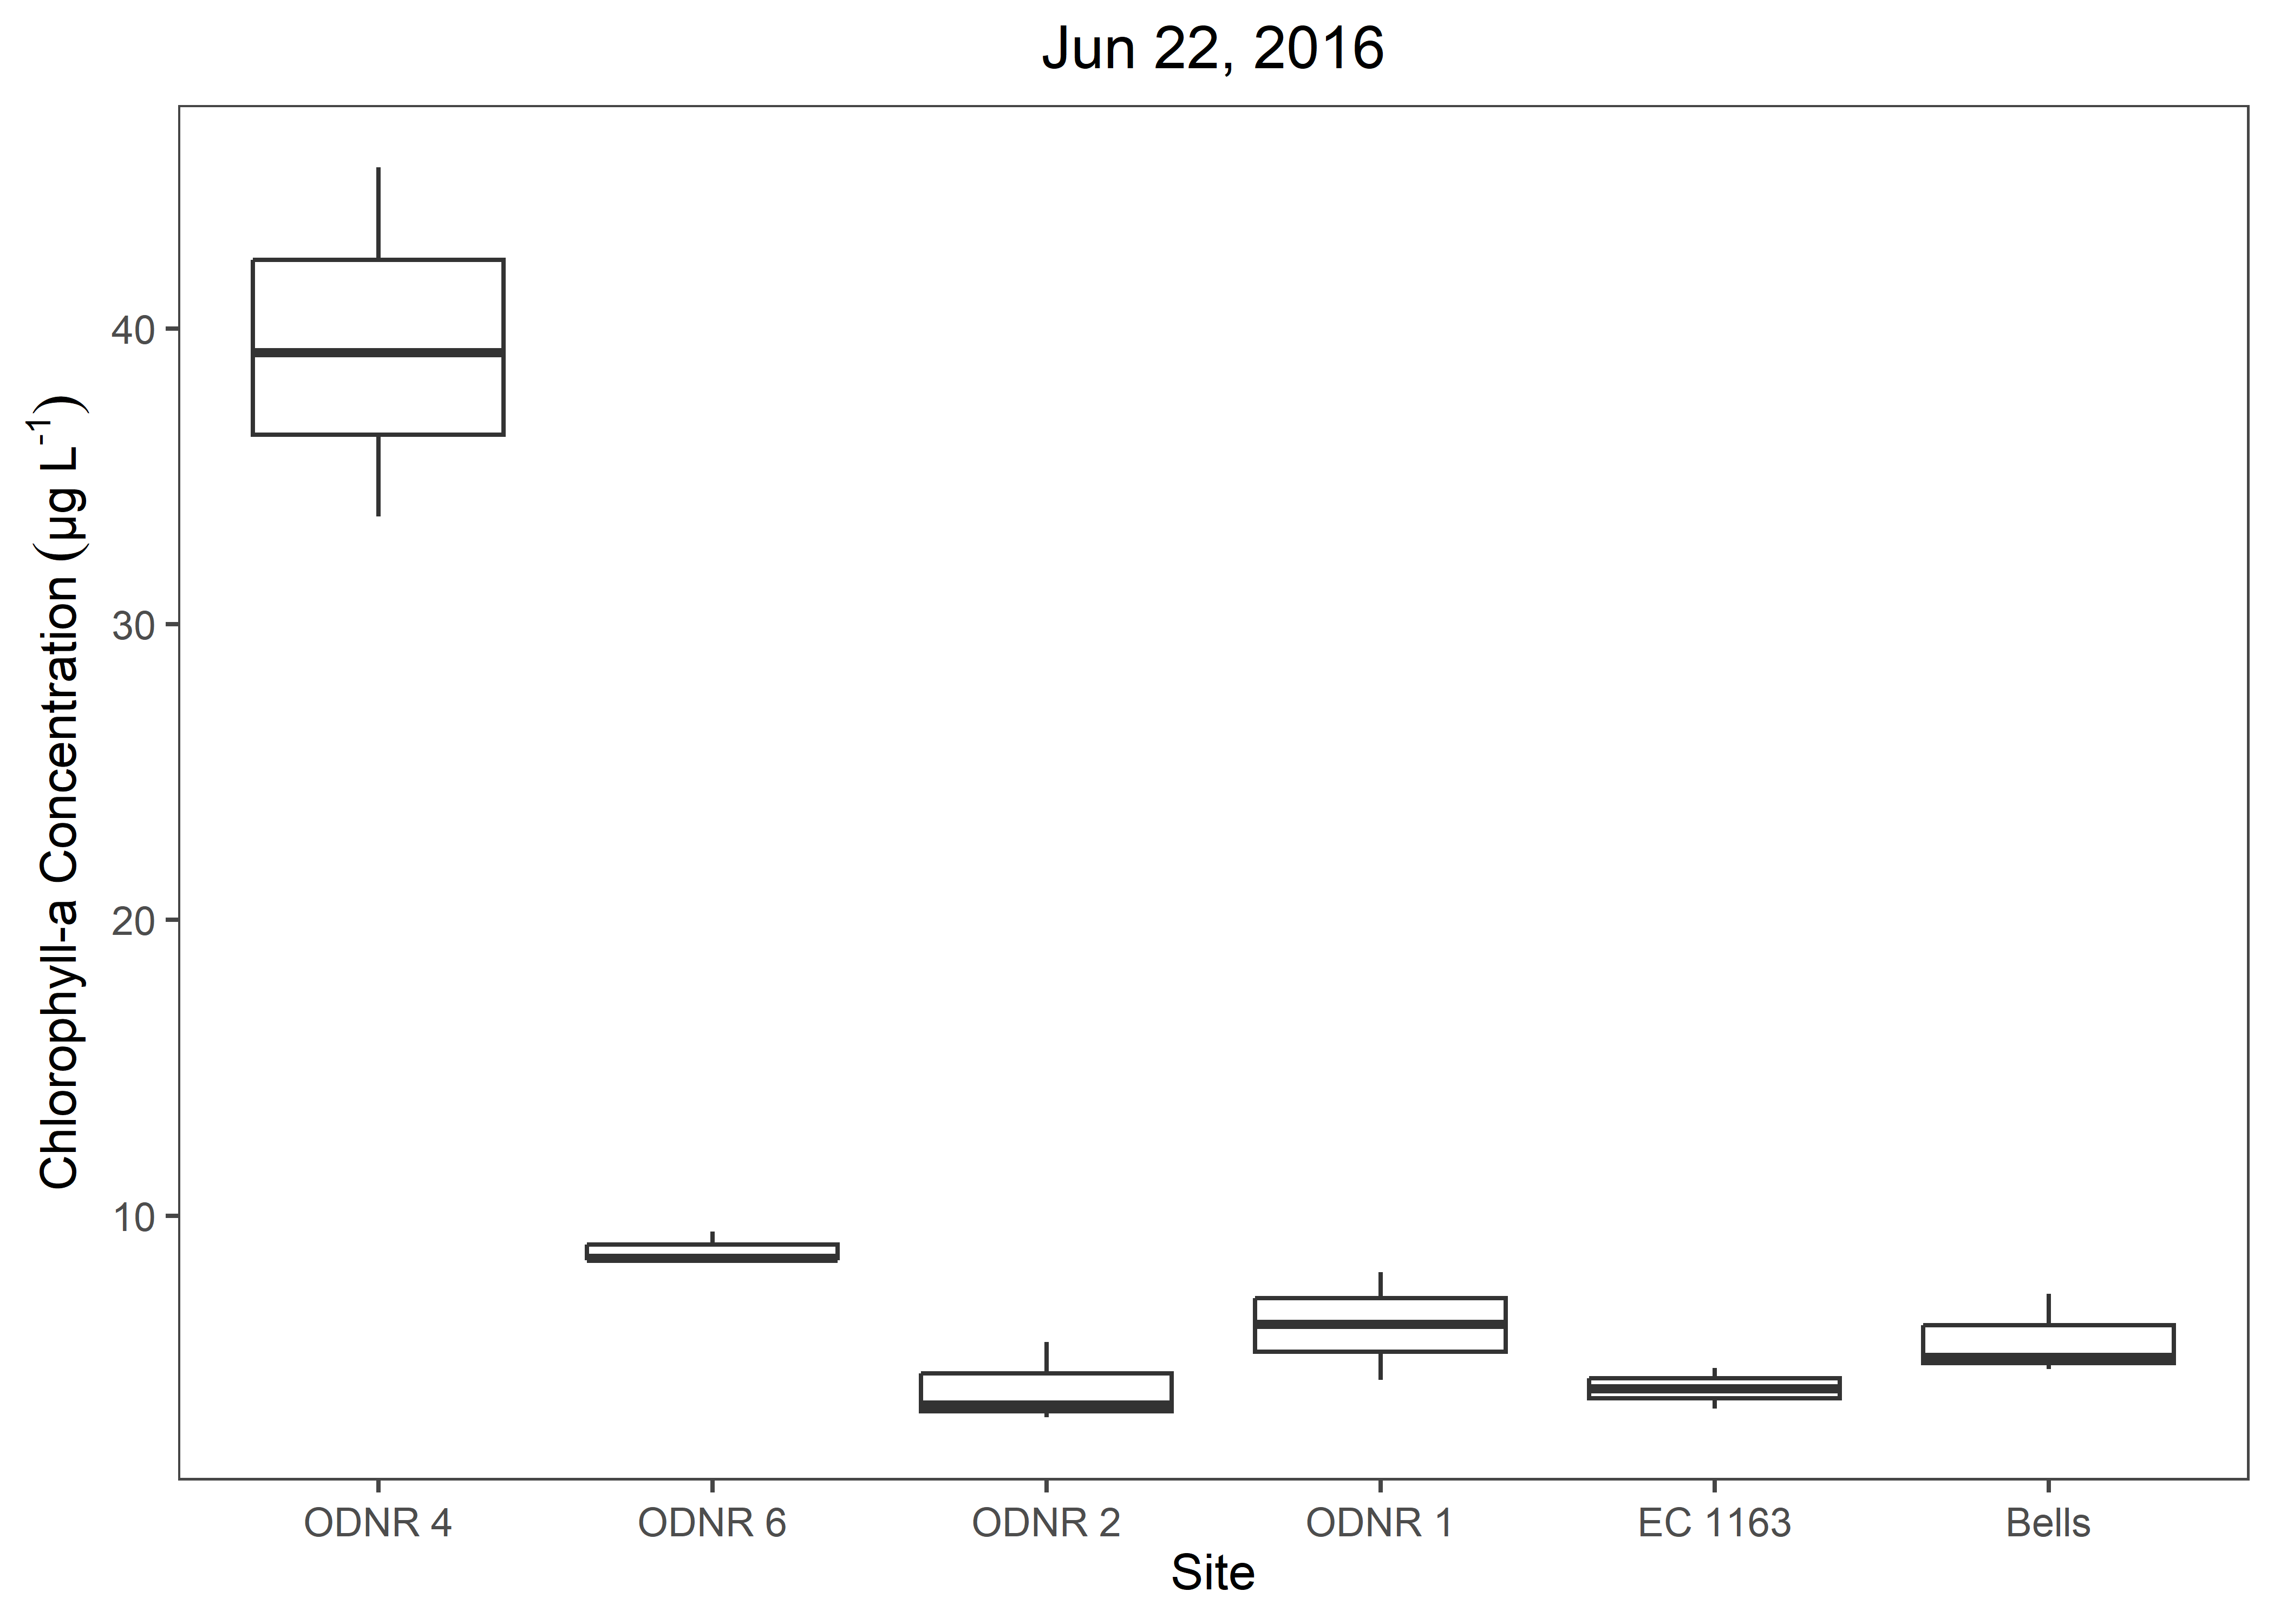 Jun 22, 2016
Chlorophyll-a Concentration (µg L⁻¹)
40
30
20
10
ODNR 4 ODNR 6 ODNR 2 ODNR 1 EC 1163 Bells
Site